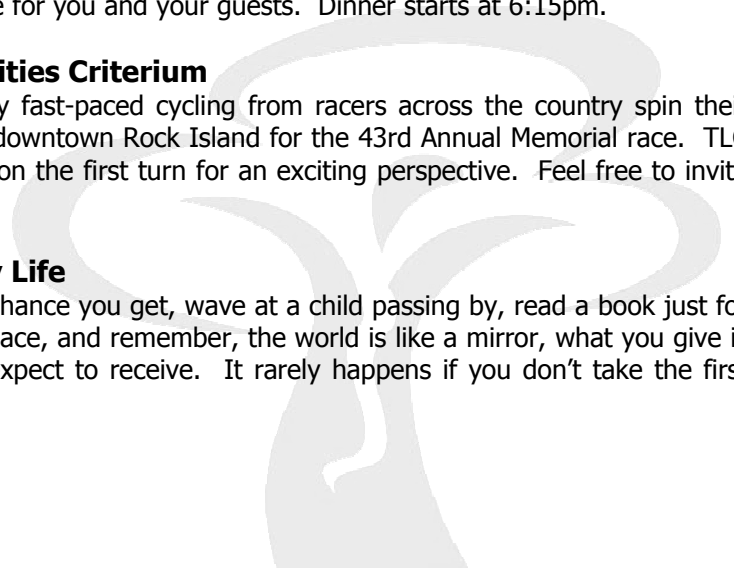 e for you and your guests.  Dinner starts at 6:15pm.
ities Criterium
y fast-paced cycling from racers across the country spin thei
downtown Rock Island for the 43rd Annual Memorial race.  TLC
on the first turn for an exciting perspective.  Feel free to invit
y Life
hance you get, wave at a child passing by, read a book just fo
ace, and remember, the world is like a mirror, what you give i
xpect to receive.  It rarely happens if you don't take the firs